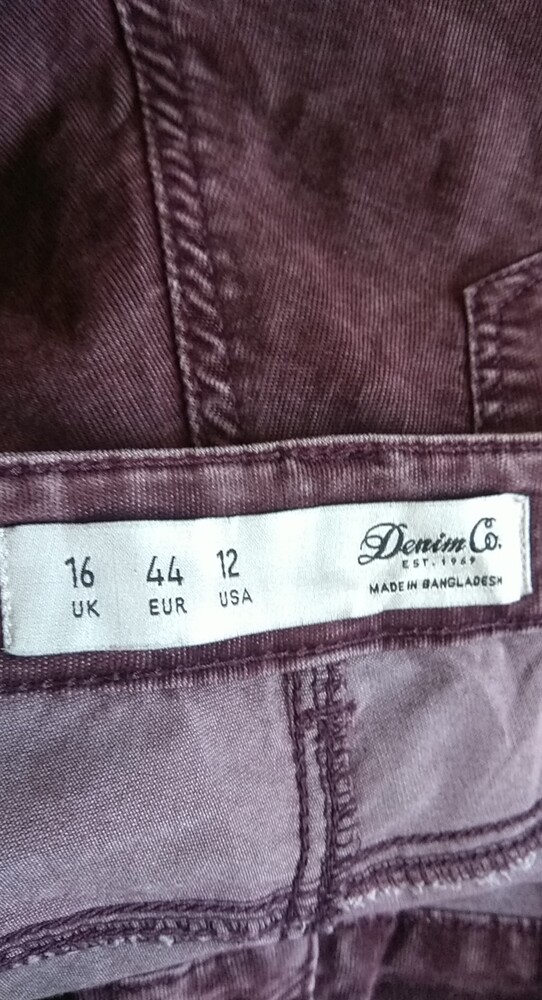 16 44 12
UK EUR USA
Denim Co.
EST. 1969
MADE IN BANGLADESH